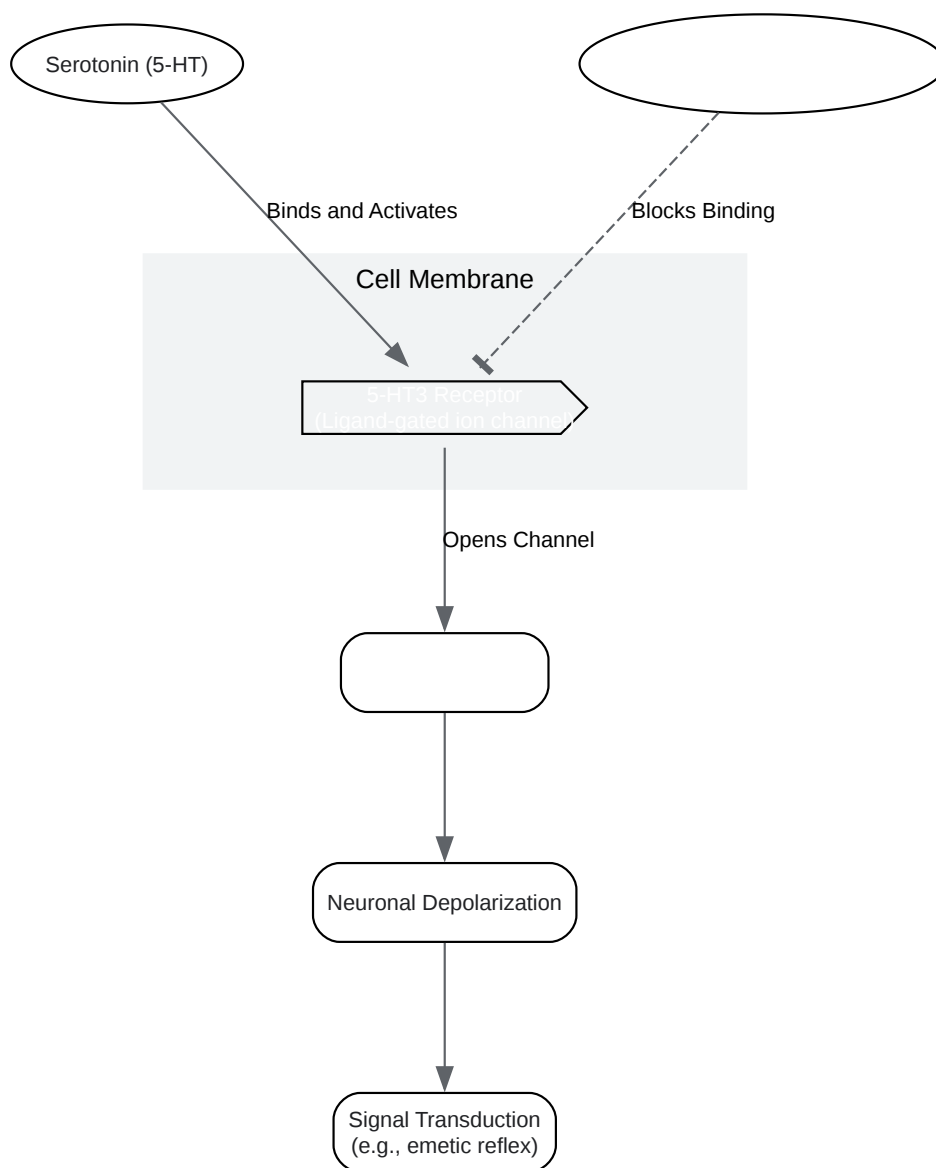 Serotonin (5-HT)
Binds and Activates
Blocks Binding
Cell Membrane
5-HT3 Receptor
(Ligand-gated ion channel)
Opens Channel
Neuronal Depolarization
Signal Transduction
(e.g., emetic reflex)